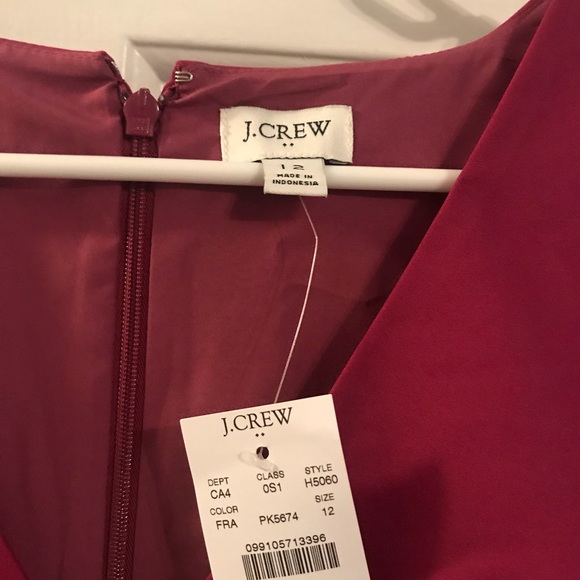 J.CREW
12
MADE IN
INDONESIA
J.CREW
DEPT CLASS STYLE
CA4 0S1 H5060
COLOR SIZE
FRA PK5674 12
099105713396